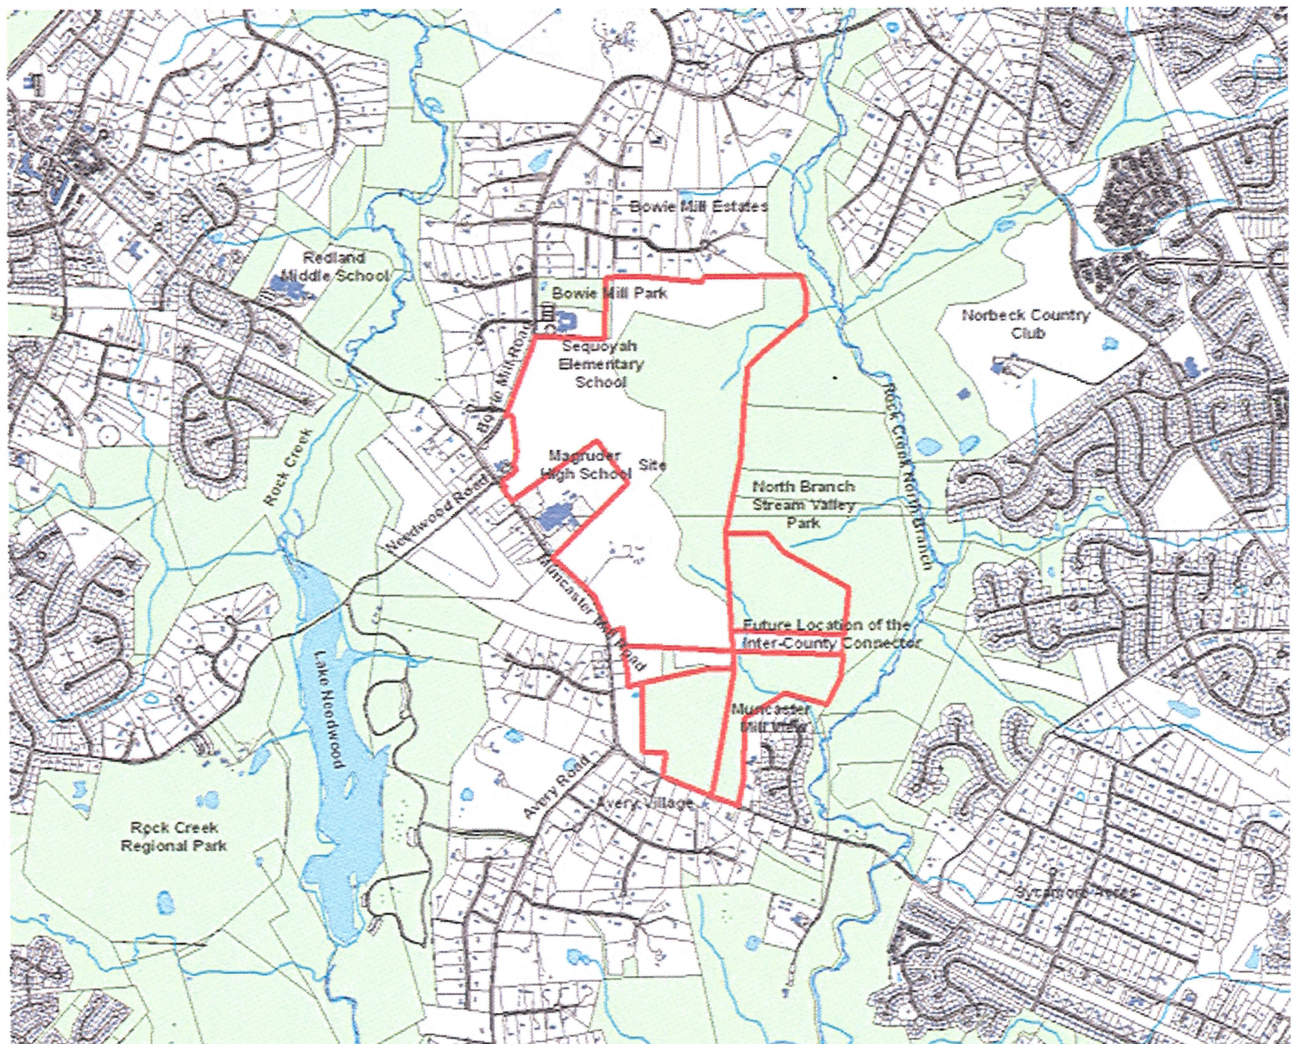 Bowie Mill Estates
Redland
Middle School
Bowie Mill Park
Norbeck Country
Club
Sequoyah
Elementary
School
Bowie Mill Road
Rock Creek North Branch
Magruder
High School
Site
Rock Creek
Needwood Road
North Branch
Stream Valley
Park
Muncaster Mill Road
Future Location of the
Inter-County Connector
Lake Needwood
Muncaster
Mill View
Avery Road
Avery Village
Rock Creek
Regional Park
Sycamore Acres